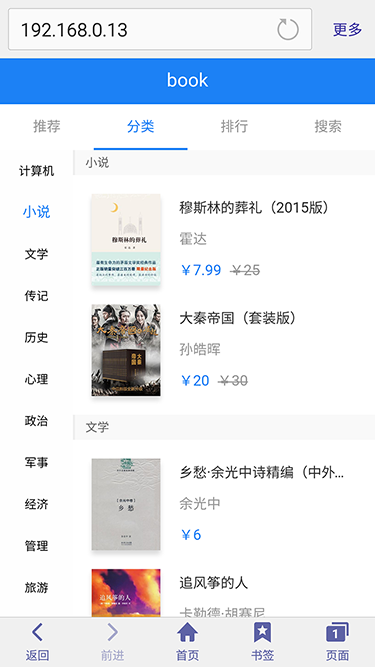 192.168.0.13
更多
book
推荐 分类 排行 搜索
计算机
小说
文学
传记
历史
心理
政治
军事
经济
管理
旅游
小说
穆斯林的葬礼
穆斯林的葬礼（2015版）
霍达
￥7.99 ￥25
大秦帝国
大秦帝国（套装版）
孙皓晖
￥20 ￥30
文学
乡愁
乡愁·余光中诗精编（中外...
余光中
￥6
追风筝的人
追风筝的人
卡勒德·胡赛尼
返回 前进 首页 书签 1 页面